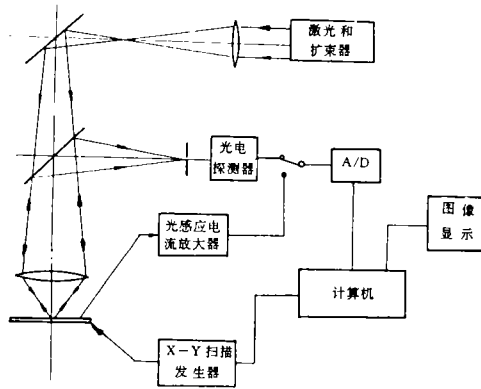 激光和
扩束器
光电
探测器
A/D
光感应电
流放大器
图像
显示
计算机
X-Y扫描
发生器